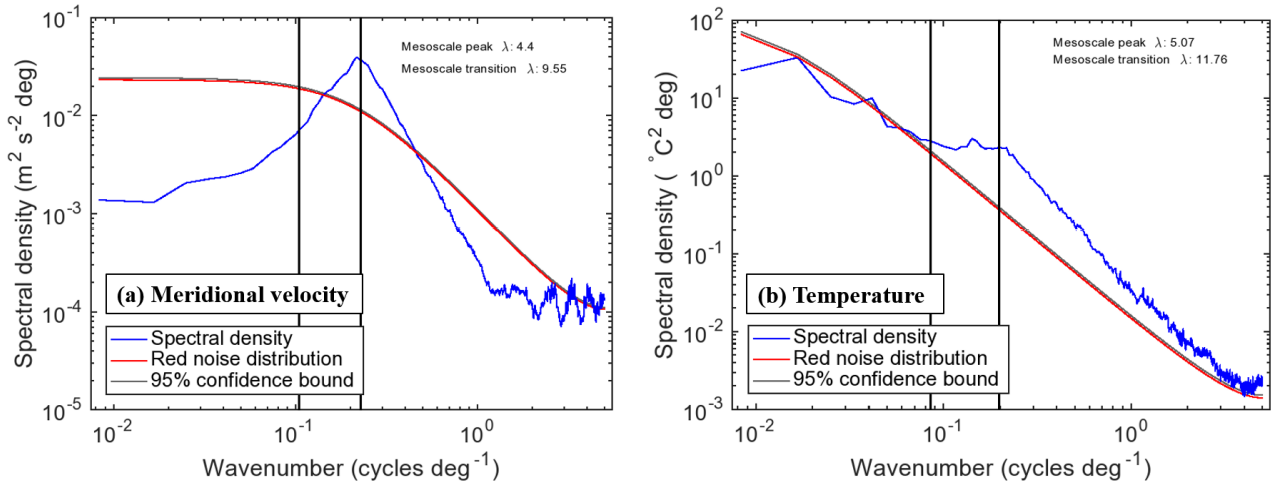 Spectral density (m² s⁻² deg)
10⁻¹
10⁻²
10⁻³
10⁻⁴
10⁻⁵
Mesoscale peak λ: 4.4
Mesoscale transition λ: 9.55
(a) Meridional velocity
Spectral density
Red noise distribution
95% confidence bound
10⁻² 10⁻¹ 10⁰
Wavenumber (cycles deg⁻¹)
Spectral density ( °C² deg)
10²
10¹
10⁰
10⁻¹
10⁻²
10⁻³
Mesoscale peak λ: 5.07
Mesoscale transition λ: 11.76
(b) Temperature
Spectral density
Red noise distribution
95% confidence bound
10⁻² 10⁻¹ 10⁰
Wavenumber (cycles deg⁻¹)